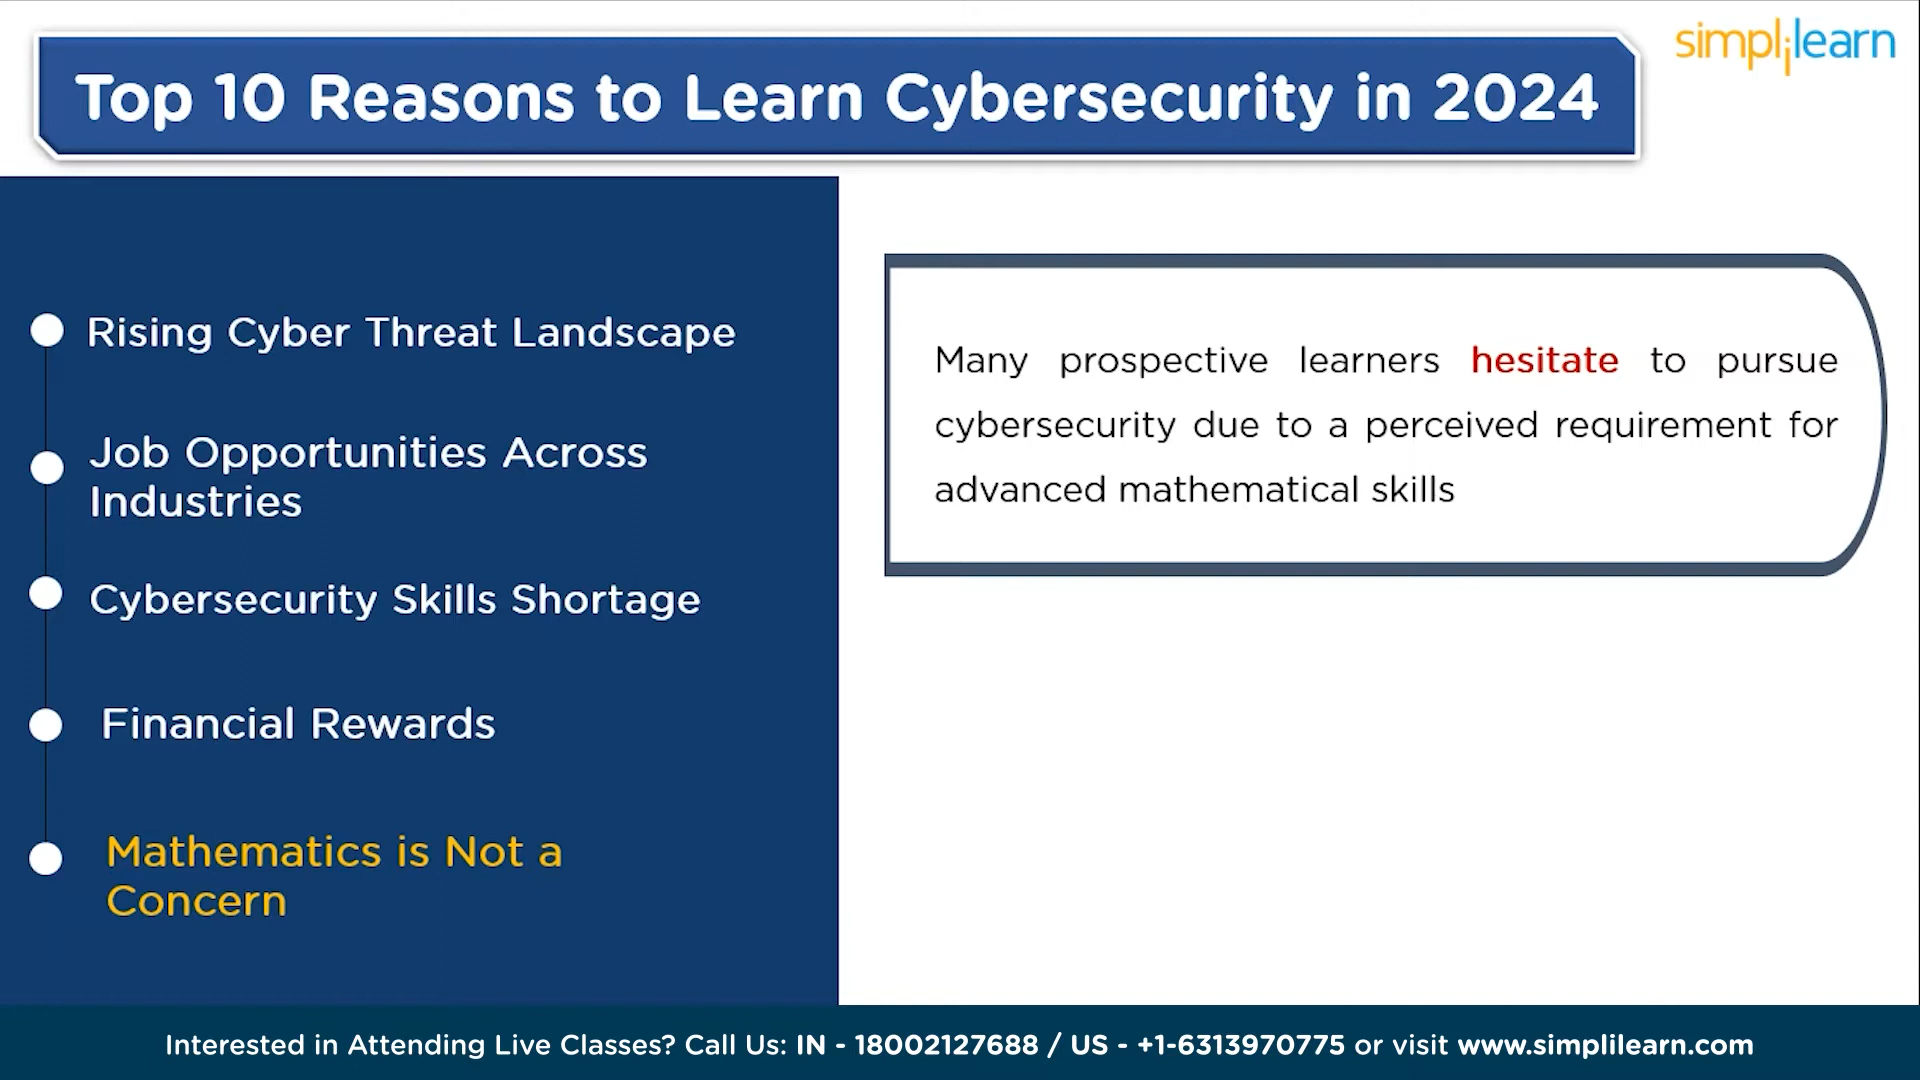 simplilearn
Top 10 Reasons to Learn Cybersecurity in 2024
Rising Cyber Threat Landscape
Job Opportunities Across
Industries
Cybersecurity Skills Shortage
Financial Rewards
Mathematics is Not a
Concern
Many prospective learners hesitate to pursue
cybersecurity due to a perceived requirement for
advanced mathematical skills
Interested in Attending Live Classes? Call Us: IN - 18002127688 / US - +1-6313970775 or visit www.simplilearn.com